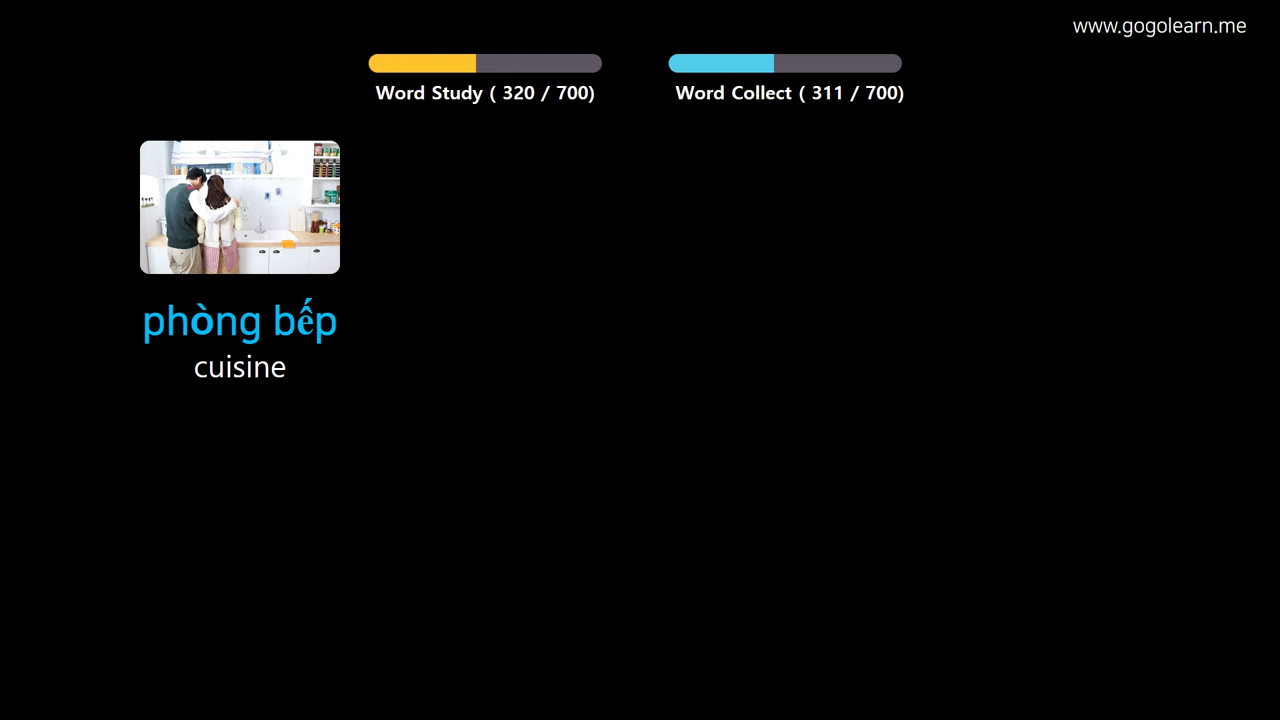 www.gogolearn.me
Word Study ( 320 / 700)
Word Collect ( 311 / 700)
phòng bếp
cuisine